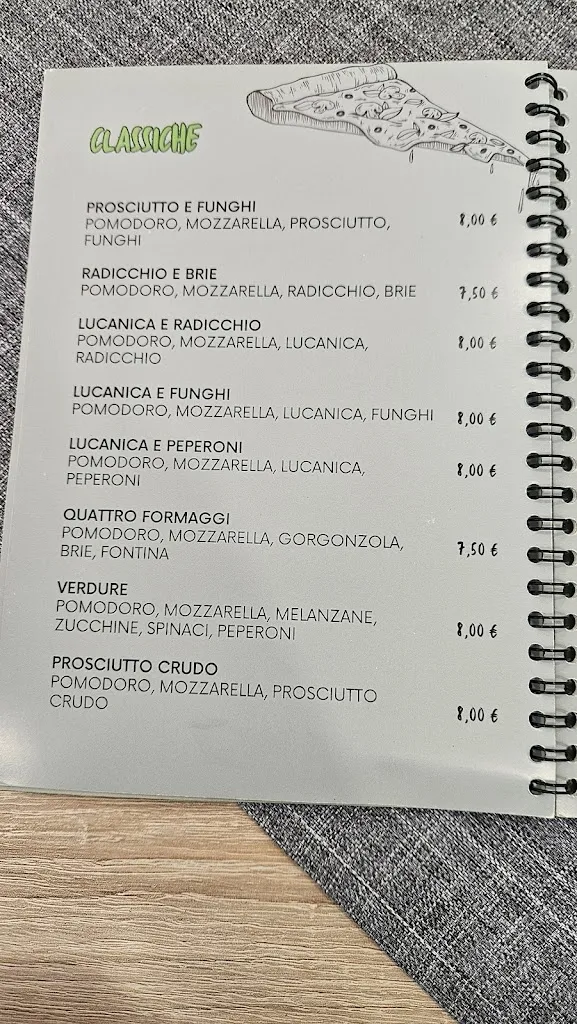 CLASSICHE
PROSCIUTTO E FUNGHI
POMODORO, MOZZARELLA, PROSCIUTTO, 8,00 €
FUNGHI
RADICCHIO E BRIE
POMODORO, MOZZARELLA, RADICCHIO, BRIE 7,50 €
LUCANICA E RADICCHIO
POMODORO, MOZZARELLA, LUCANICA, 8,00 €
RADICCHIO
LUCANICA E FUNGHI
POMODORO, MOZZARELLA, LUCANICA, FUNGHI 8,00 €
LUCANICA E PEPERONI
POMODORO, MOZZARELLA, LUCANICA, 8,00 €
PEPERONI
QUATTRO FORMAGGI
POMODORO, MOZZARELLA, GORGONZOLA,
BRIE, FONTINA 7,50 €
VERDURE
POMODORO, MOZZARELLA, MELANZANE,
ZUCCHINE, SPINACI, PEPERONI 8,00 €
PROSCIUTTO CRUDO
POMODORO, MOZZARELLA, PROSCIUTTO
CRUDO 8,00 €